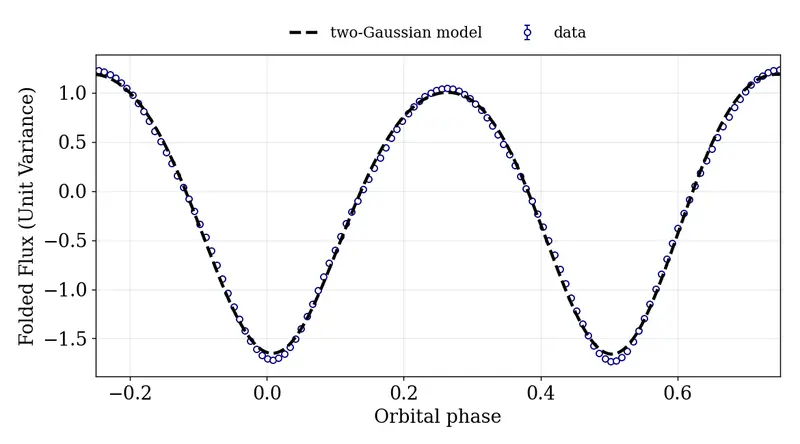 two-Gaussian model
data
Folded Flux (Unit Variance)
1.0
0.5
0.0
−0.5
−1.0
−1.5
−0.2
0.0
0.2
0.4
0.6
Orbital phase